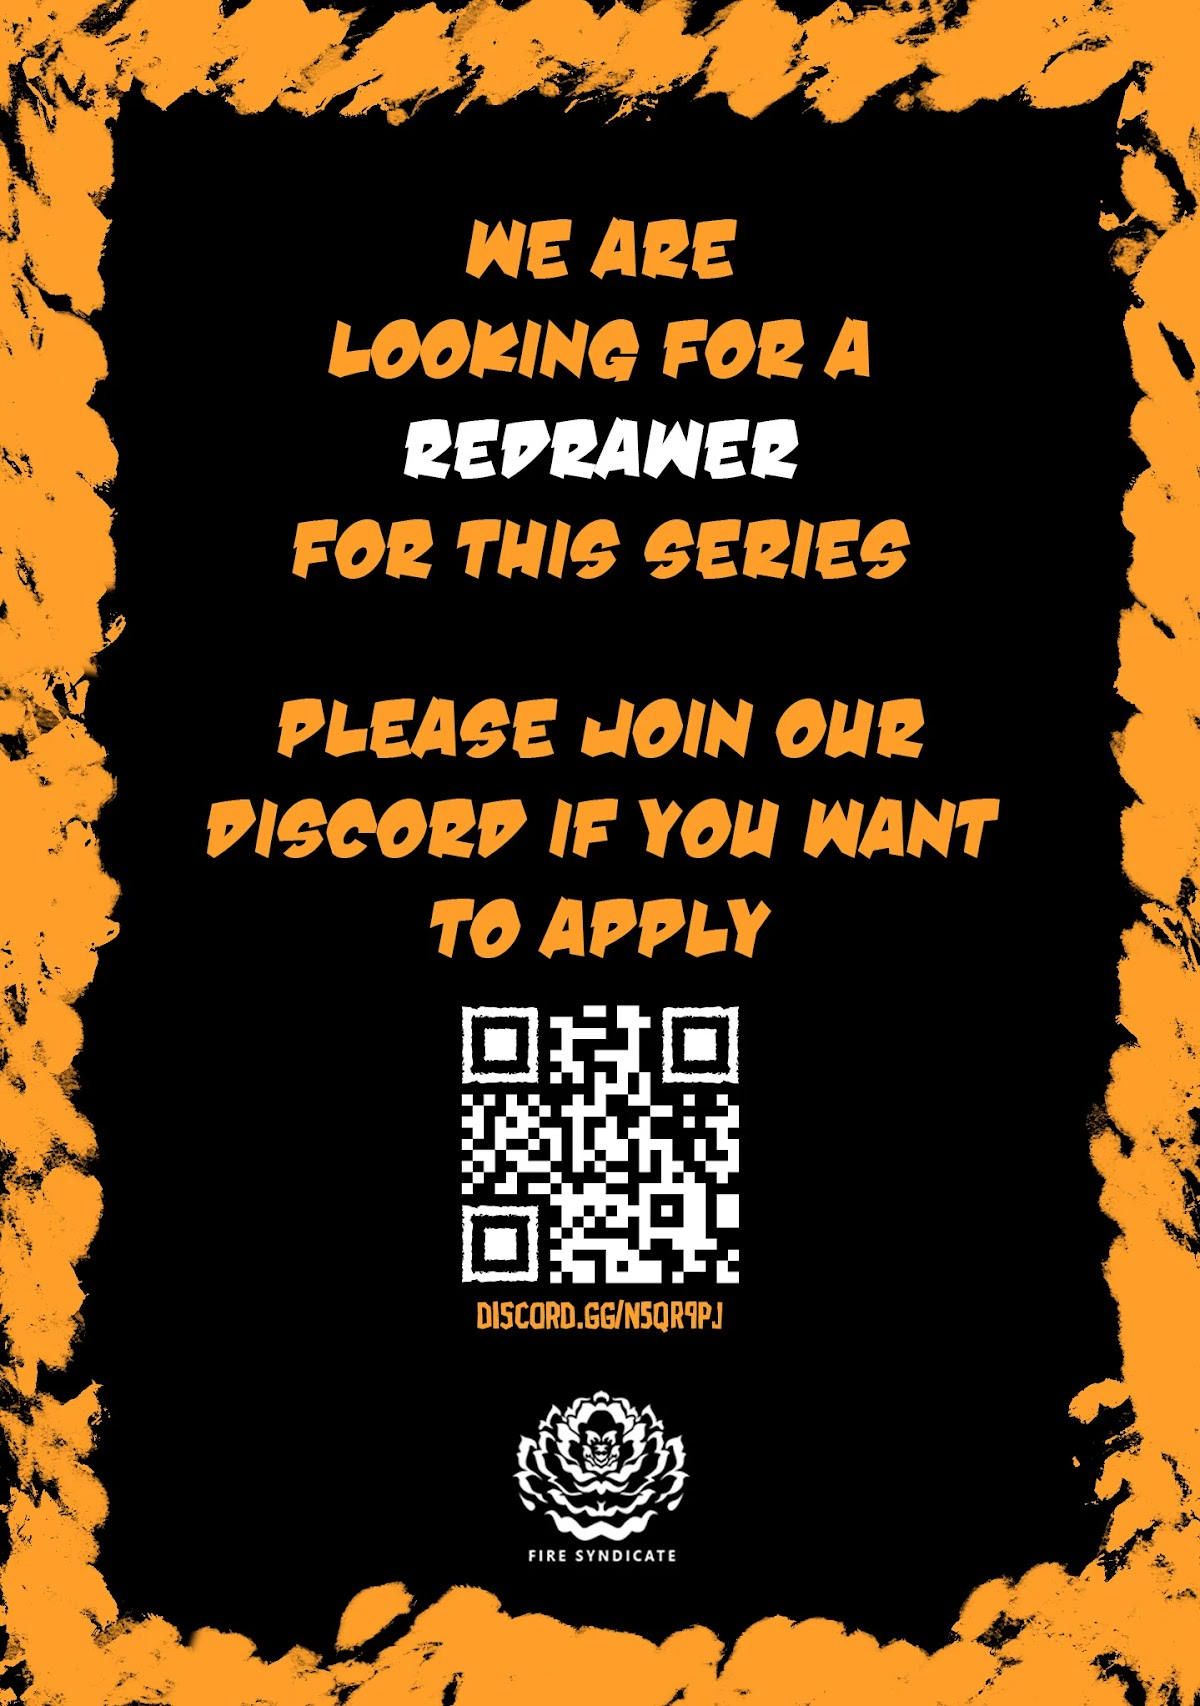 WE ARE
LOOKING FOR A
REDRAWER
FOR THIS SERIES
PLEASE JOIN OUR
DISCORD IF YOU WANT
TO APPLY
DISCORD.GG/N5QR9PJ
FIRE SYNDICATE